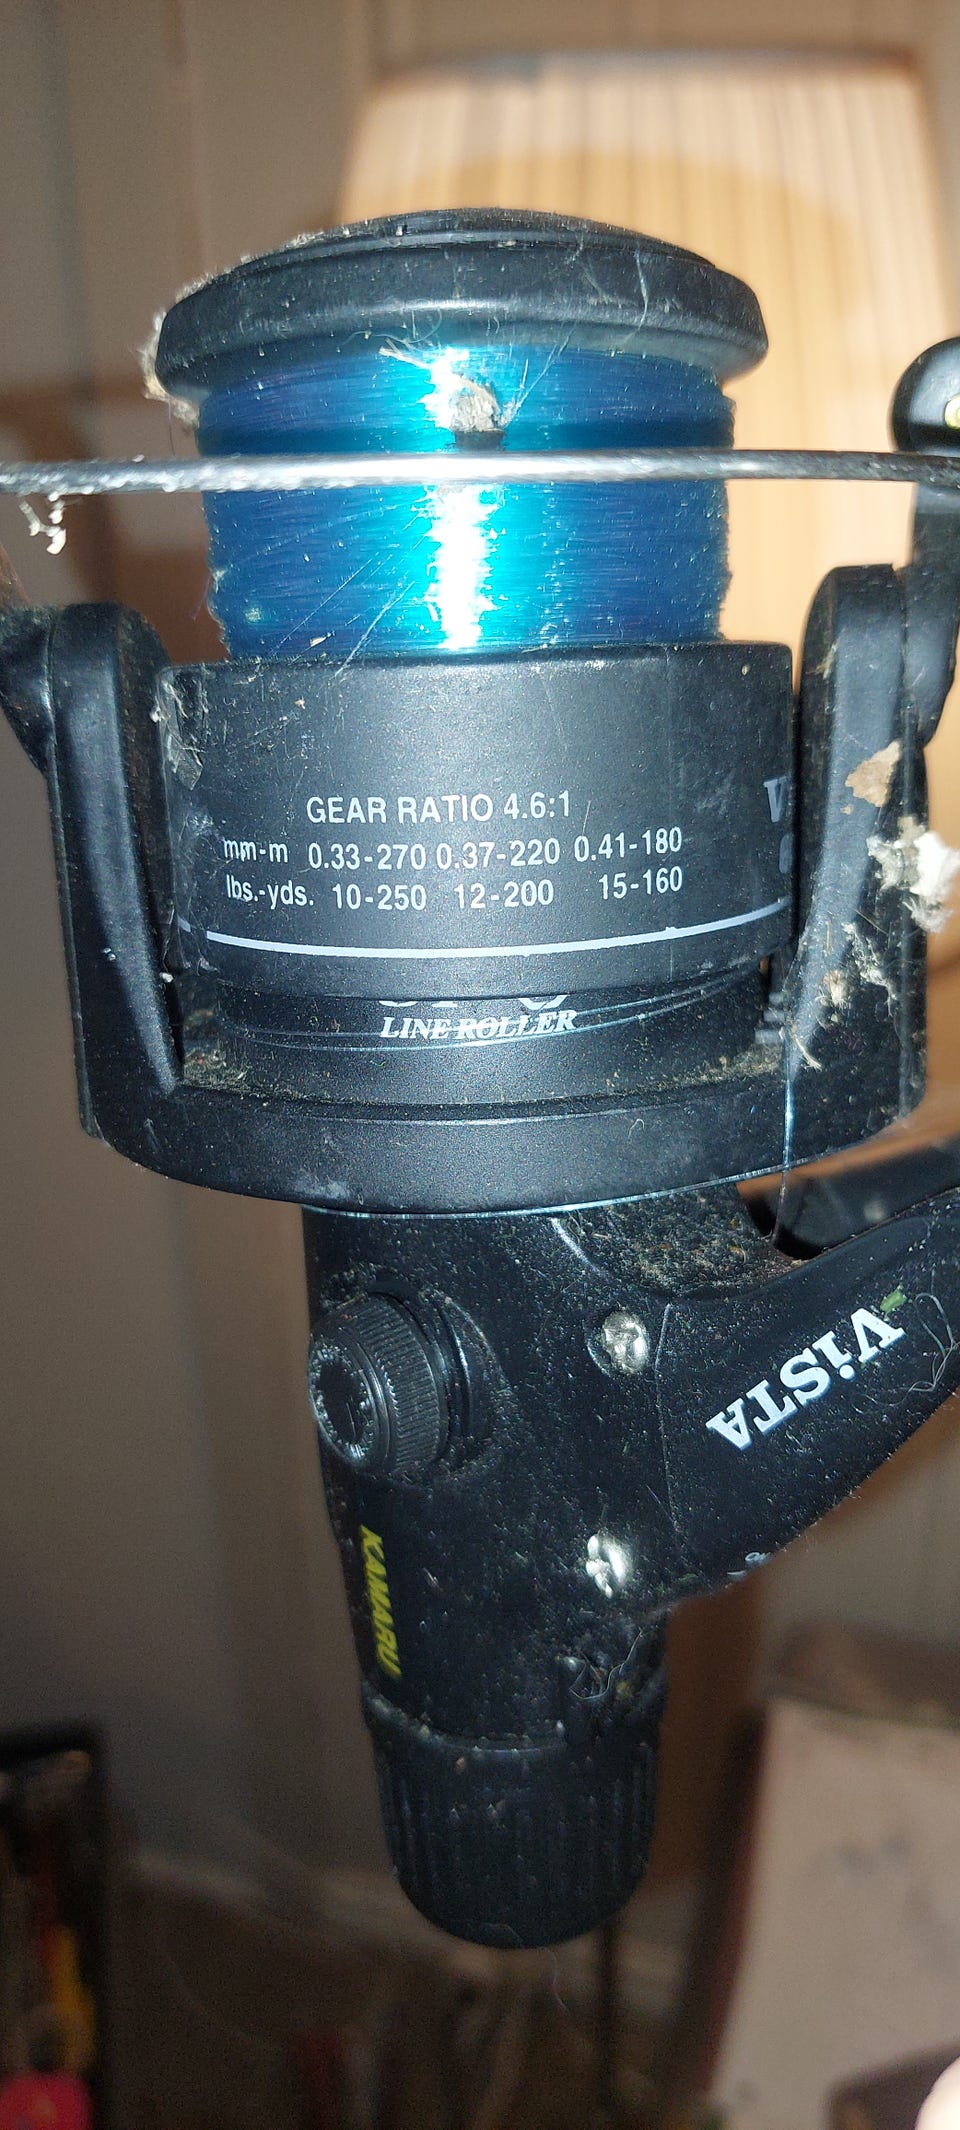 GEAR RATIO 4.6:1
mm-m 0.33-270 0.37-220 0.41-180
lbs.-yds. 10-250 12-200 15-160
LINE ROLLER
ViSTA
KAMARU